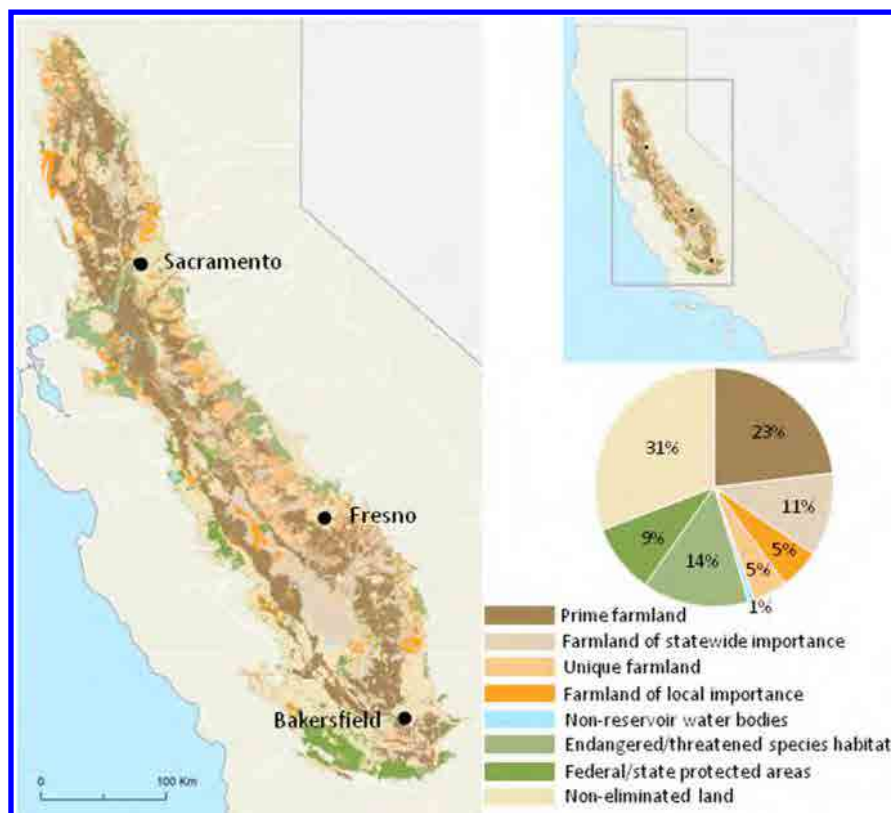 Sacramento
Fresno
Bakersfield
0
100 Km
23%
11%
5%
5%
1%
14%
9%
31%
Prime farmland
Farmland of statewide importance
Unique farmland
Farmland of local importance
Non-reservoir water bodies
Endangered/threatened species habitat
Federal/state protected areas
Non-eliminated land